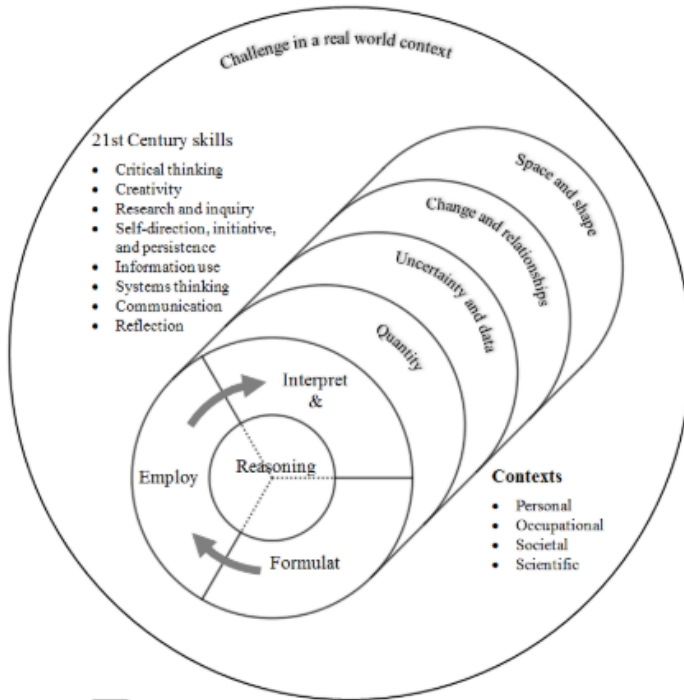 Challenge in a real world context
21st Century skills
• Critical thinking
• Creativity
• Research and inquiry
• Self-direction, initiative,
and persistence
• Information use
• Systems thinking
• Communication
• Reflection
Space and shape
Change and relationships
Uncertainty and data
Quantity
Interpret
&
Reasoning
Employ
Formulat
Contexts
• Personal
• Occupational
• Societal
• Scientific